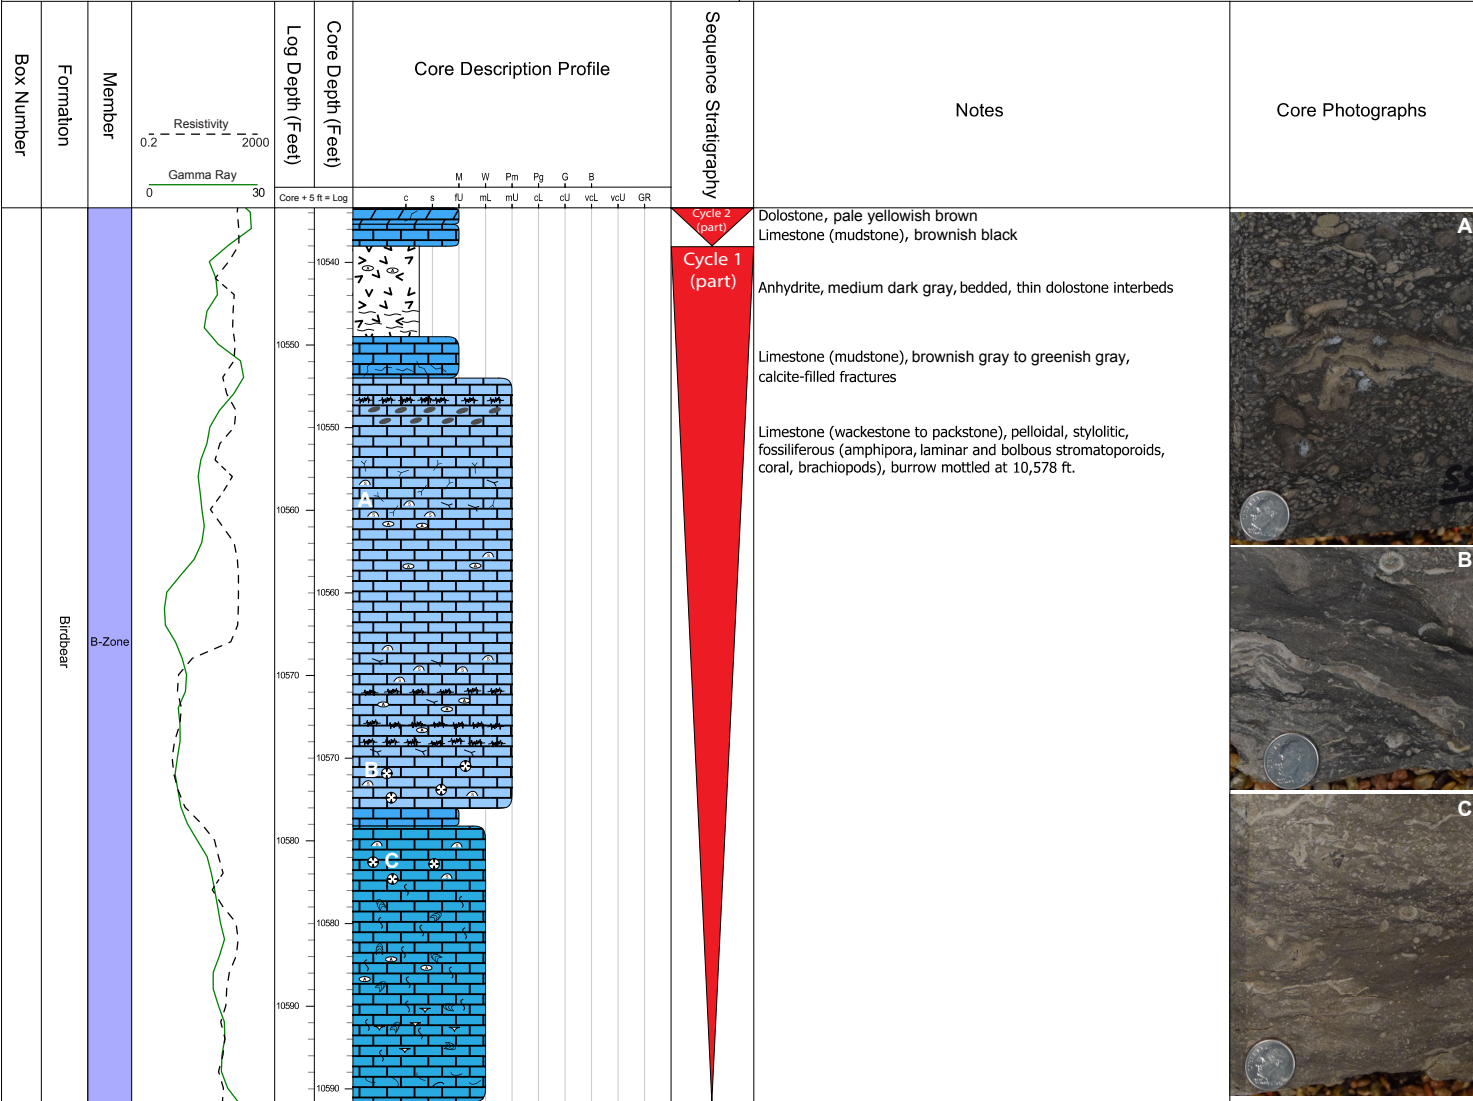 Box Number
Formation
Member
Resistivity
0.2 2000
Gamma Ray
0 30
Log Depth (Feet)
Core Depth (Feet)
Core + 5 ft = Log
Core Description Profile
M W Pm Pg G B
c s fU mL mU cL cU vcL vcU GR
Sequence Stratigraphy
Notes
Core Photographs
Birdbear
B-Zone
10540
10550
10550
10560
10560
10570
10570
10580
10580
10590
10590
A
B
C
Cycle 2
(part)
Cycle 1
(part)
Dolostone, pale yellowish brown
Limestone (mudstone), brownish black
Anhydrite, medium dark gray, bedded, thin dolostone interbeds
Limestone (mudstone), brownish gray to greenish gray,
calcite-filled fractures
Limestone (wackestone to packstone), pelloidal, stylolitic,
fossiliferous (amphipora, laminar and bolbous stromatoporoids,
coral, brachiopods), burrow mottled at 10,578 ft.
A
B
C